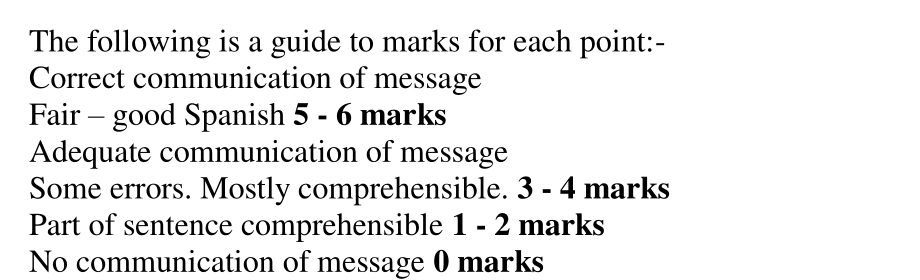 The following is a guide to marks for each point:-
Correct communication of message
Fair – good Spanish 5 - 6 marks
Adequate communication of message
Some errors. Mostly comprehensible. 3 - 4 marks
Part of sentence comprehensible 1 - 2 marks
No communication of message 0 marks